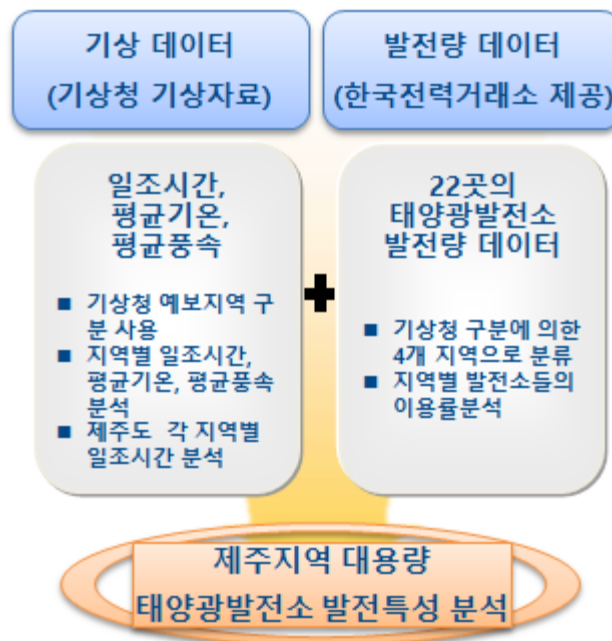 기상 데이터
(기상청 기상자료)
발전량 데이터
(한국전력거래소 제공)
일조시간,
평균기온,
평균풍속
■ 기상청 예보지역 구
분 사용
■ 지역별 일조시간,
평균기온, 평균풍속
분석
■ 제주도 각 지역별
일조시간 분석
22곳의
태양광발전소
발전량 데이터
■ 기상청 구분에 의한
4개 지역으로 분류
■ 지역별 발전소들의
이용률분석
제주지역 대용량
태양광발전소 발전특성 분석